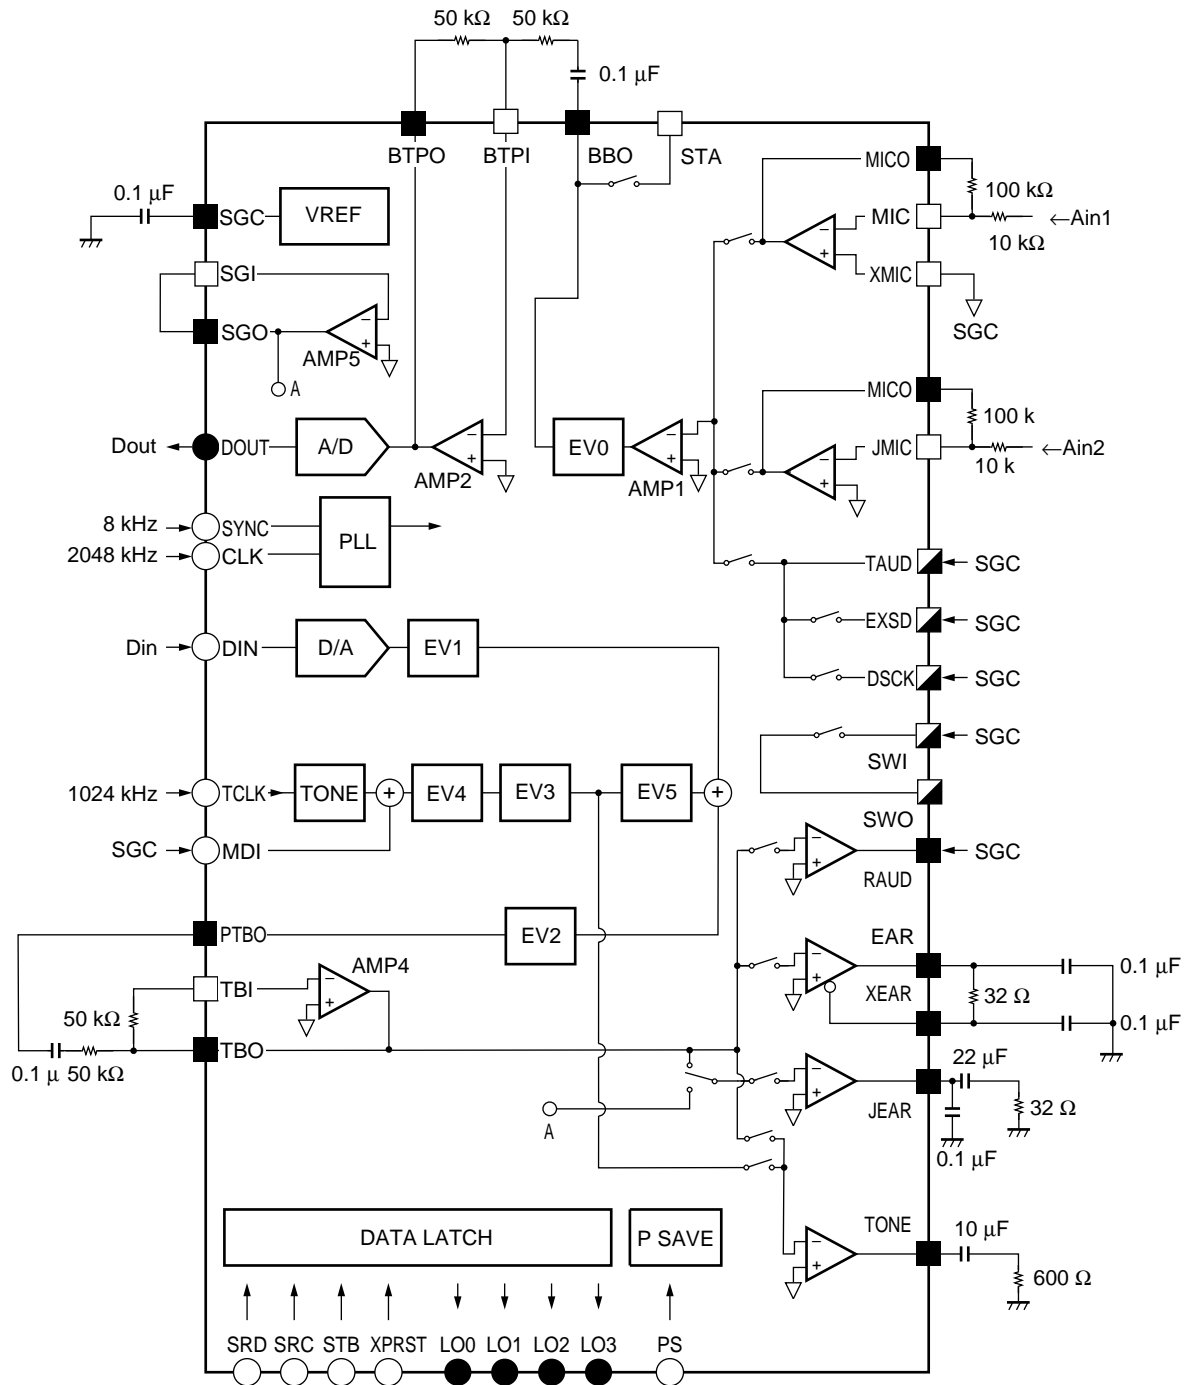 50 kΩ 50 kΩ
0.1 μF
BTPO BTPI BBO STA
MICO
100 kΩ
0.1 μF
SGC VREF
MIC ←Ain1
10 kΩ
− +
XMIC
SGI
SGC
− +
SGO
AMP5
A
MICO
100 k
Dout DOUT A/D
− +
AMP2
EV0
− +
AMP1
− +
JMIC ←Ain2
10 k
8 kHz SYNC
PLL
2048 kHz CLK
TAUD SGC
EXSD SGC
Din DIN D/A EV1
DSCK SGC
SWI SGC
1024 kHz TCLK TONE + EV4 EV3 EV5 +
SWO
SGC MDI
− +
RAUD SGC
PTBO EV2
EAR
AMP4
− +
0.1 μF
TBI
− +
XEAR 32 Ω
50 kΩ
0.1 μF
TBO
0.1 μ 50 kΩ
22 μF
− +
JEAR 32 Ω
A
0.1 μF
DATA LATCH P SAVE
TONE 10 μF
− +
600 Ω
SRD SRC STB XPRST LO0 LO1 LO2 LO3 PS